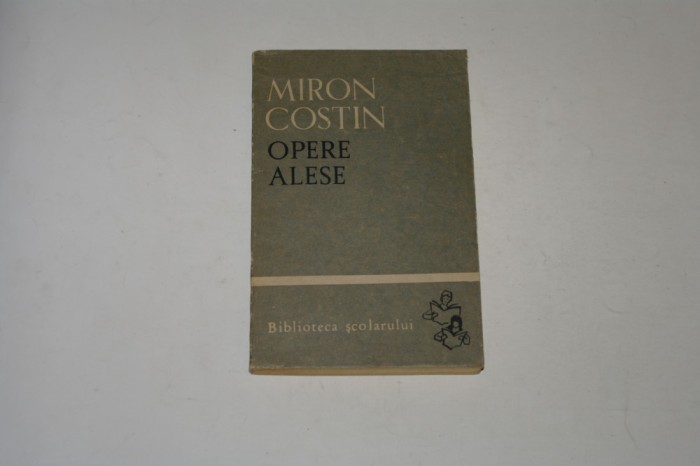 MIRON
COSTIN
OPERE
ALESE
Biblioteca școlarului